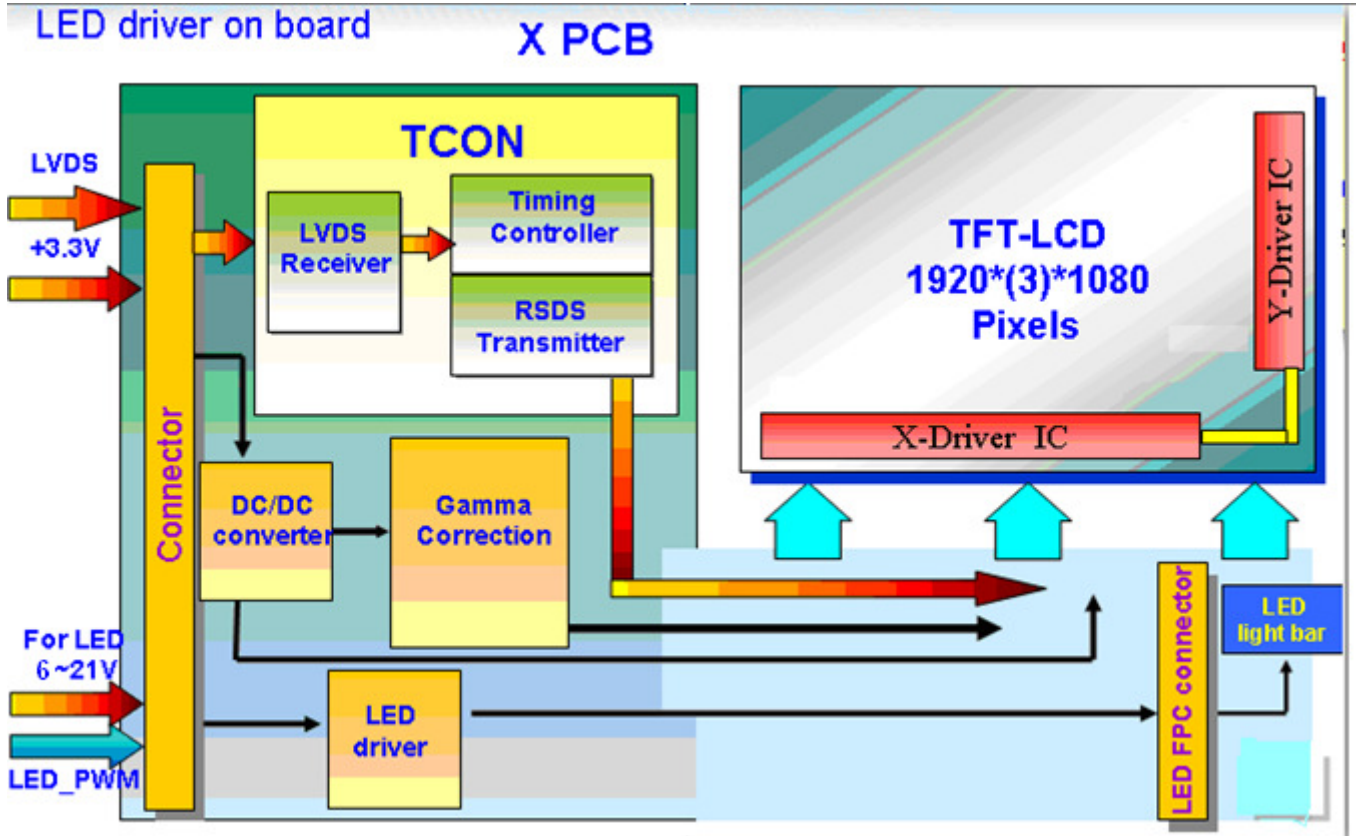 LED driver on board
X PCB
TCON
LVDS
+3.3V
LVDS
Receiver
Timing
Controller
RSDS
Transmitter
Connector
DC/DC
converter
Gamma
Correction
For LED
6~21V
LED_PWM
LED
driver
TFT-LCD
1920*(3)*1080
Pixels
Y-Driver IC
X-Driver IC
LED FPC connector
LED
light bar